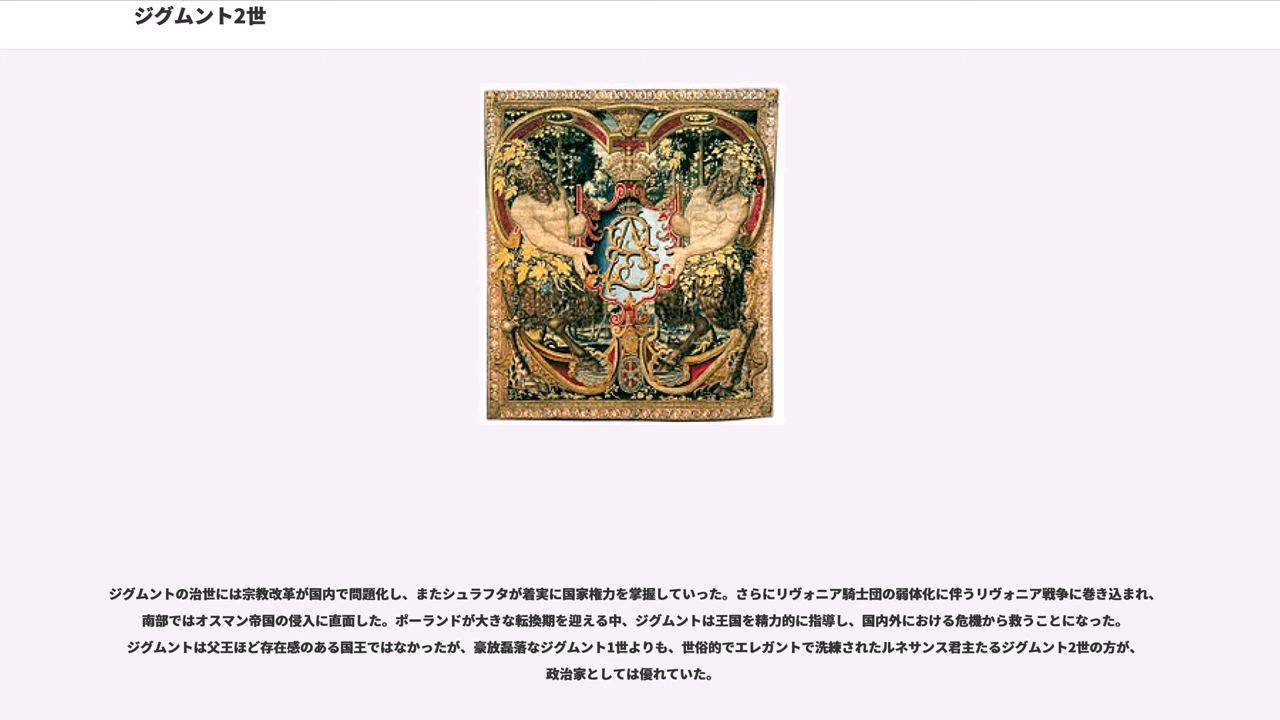 ジグムント2世
ジグムントの治世には宗教改革が国内で問題化し、またシュラフタが着実に国家権力を掌握していった。さらにリヴォニア騎士団の弱体化に伴うリヴォニア戦争に巻き込まれ、
南部ではオスマン帝国の侵入に直面した。ポーランドが大きな転換期を迎える中、ジグムントは王国を精力的に指導し、国内外における危機から救うことになった。
ジグムントは父王ほど存在感のある国王ではなかったが、豪放磊落なジグムント1世よりも、世俗的でエレガントで洗練されたルネサンス君主たるジグムント2世の方が、
政治家としては優れていた。